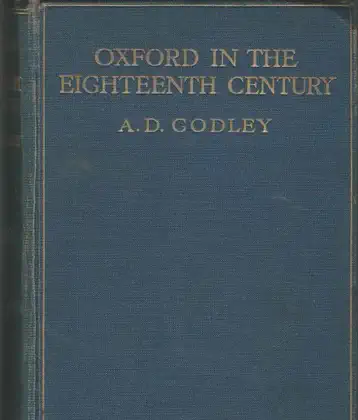 OXFORD IN THE
EIGHTEENTH CENTURY
A. D. GODLEY